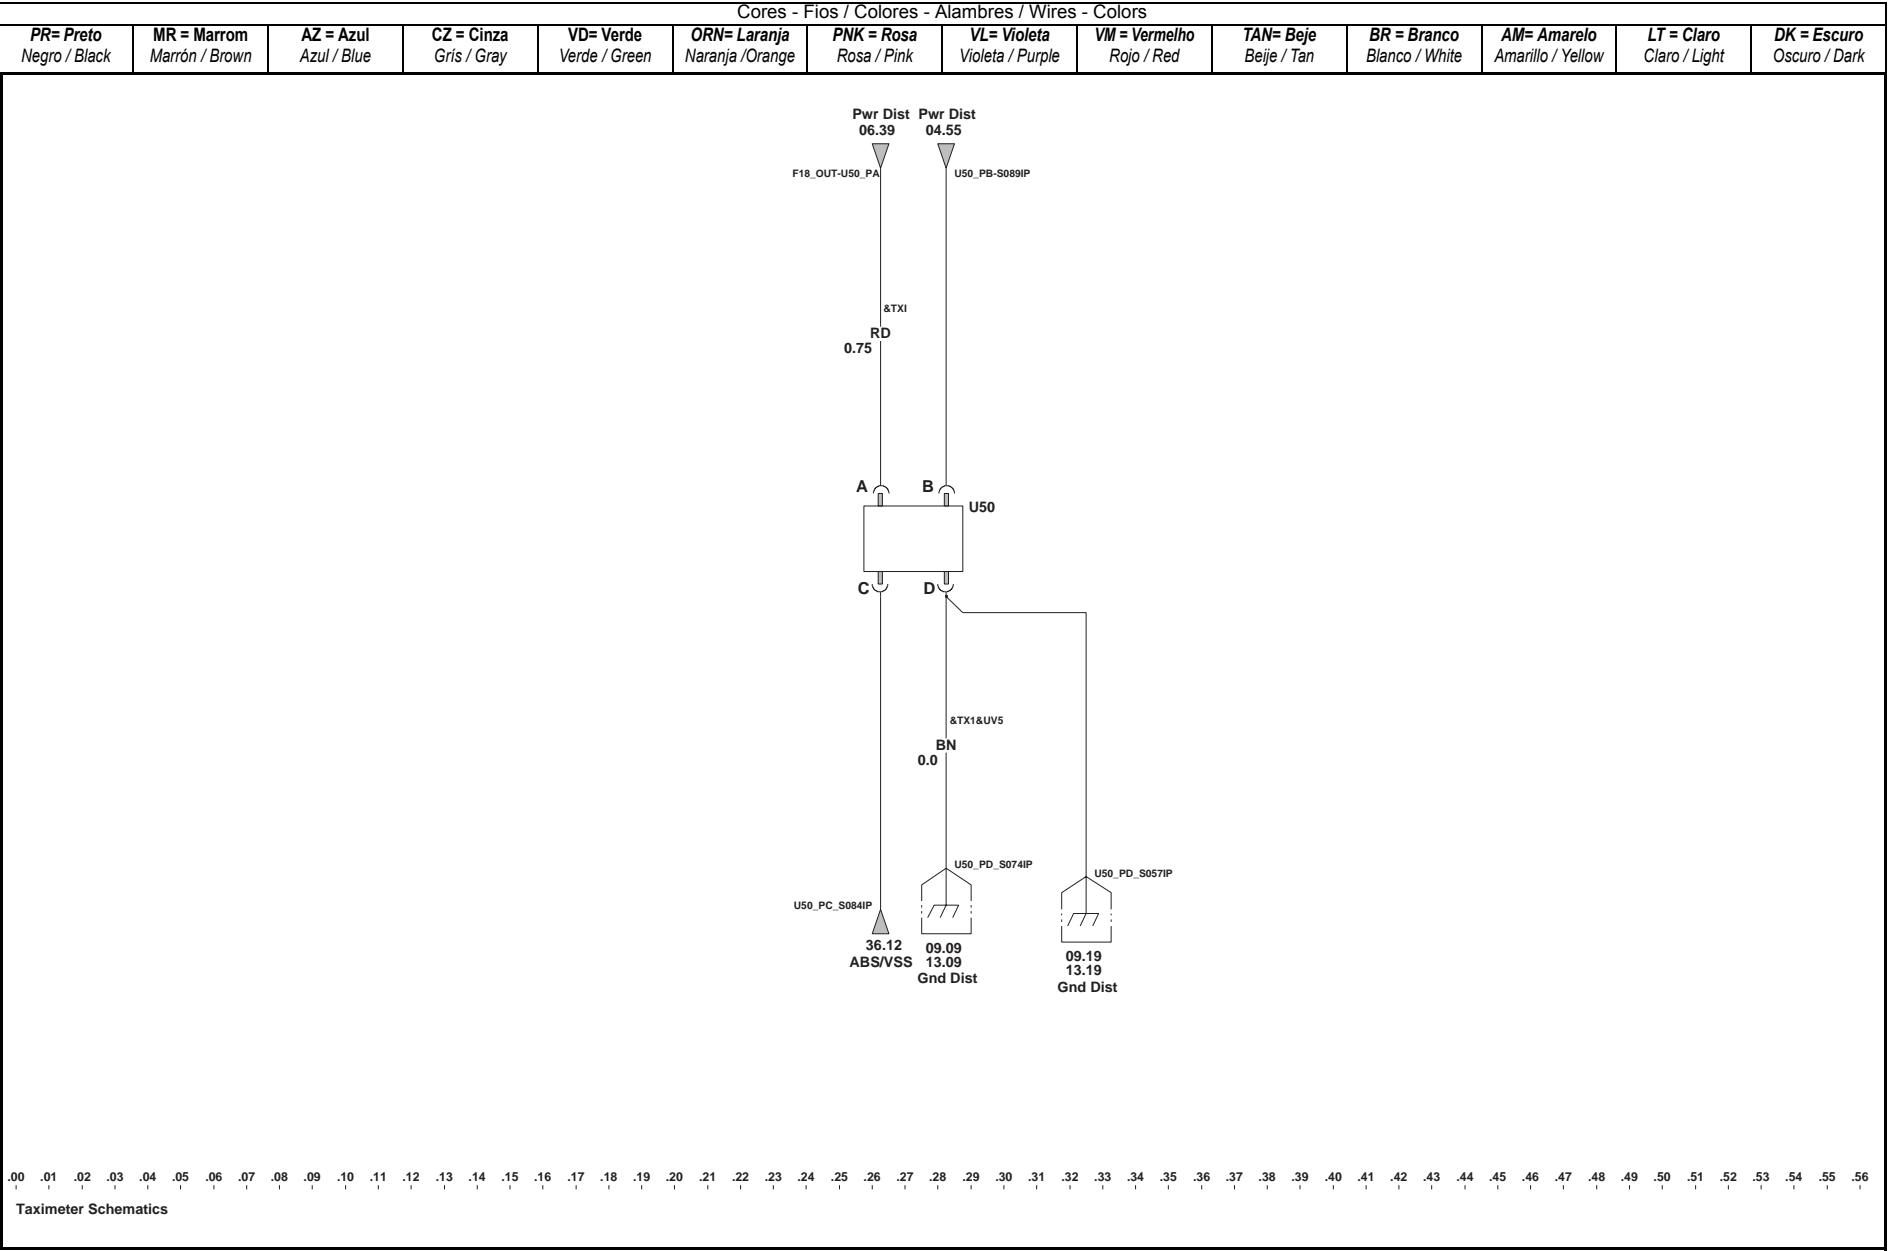 Cores - Fios / Colores - Alambres / Wires - Colors
PR= Preto MR = Marrom AZ = Azul CZ = Cinza VD= Verde ORN= Laranja PNK = Rosa VL= Violeta VM = Vermelho TAN= Beje BR = Branco AM= Amarelo LT = Claro DK = Escuro
Negro / Black Marrón / Brown Azul / Blue Grís / Gray Verde / Green Naranja /Orange Rosa / Pink Violeta / Purple Rojo / Red Beije / Tan Blanco / White Amarillo / Yellow Claro / Light Oscuro / Dark
Pwr Dist Pwr Dist
06.39 04.55
F18_OUT-U50_PA U50_PB-S089IP
&TXI
RD
0.75
A B
U50
C D
&TX1&UV5
BN
0.0
U50_PD_S074IP
U50_PD_S057IP
U50_PC_S084IP
36.12 09.09
ABS/VSS 13.09
Gnd Dist
09.19
13.19
Gnd Dist
.00 .01 .02 .03 .04 .05 .06 .07 .08 .09 .10 .11 .12 .13 .14 .15 .16 .17 .18 .19 .20 .21 .22 .23 .24 .25 .26 .27 .28 .29 .30 .31 .32 .33 .34 .35 .36 .37 .38 .39 .40 .41 .42 .43 .44 .45 .46 .47 .48 .49 .50 .51 .52 .53 .54 .55 .56
Taximeter Schematics